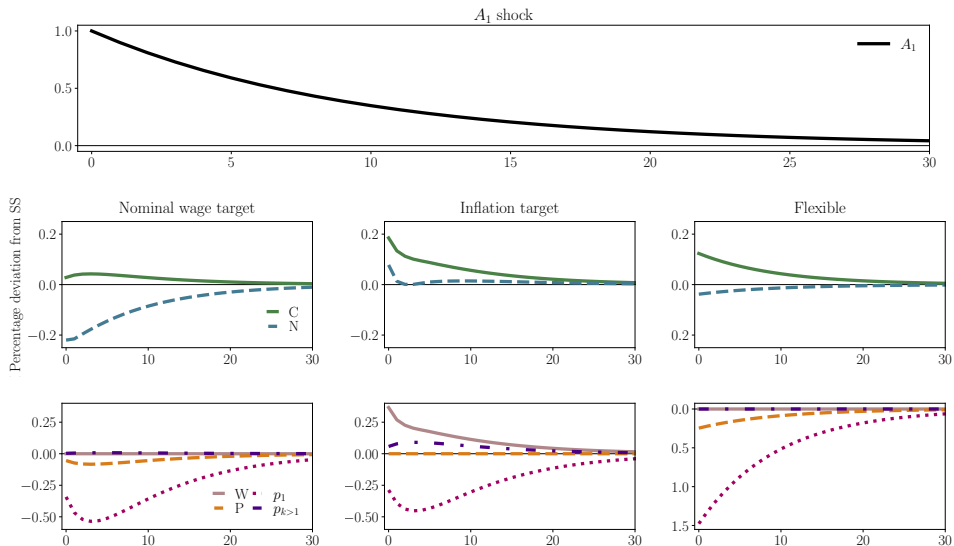 A₁ shock
1.0
0.5
0.0
A₁
0 5 10 15 20 25 30
Percentage deviation from SS
Nominal wage target Inflation target Flexible
0.2 0.2 0.2
0.0 0.0 0.0
−0.2 −0.2 0.2
C
N
0 10 20 30 0 10 20 30 0 10 20 30
0.25 0.25 0.0
0.00 0.00 0.5
−0.25 −0.25 1.0
−0.50 −0.50 1.5
W p₁
P pₖ>₁
0 10 20 30 0 10 20 30 0 10 20 30